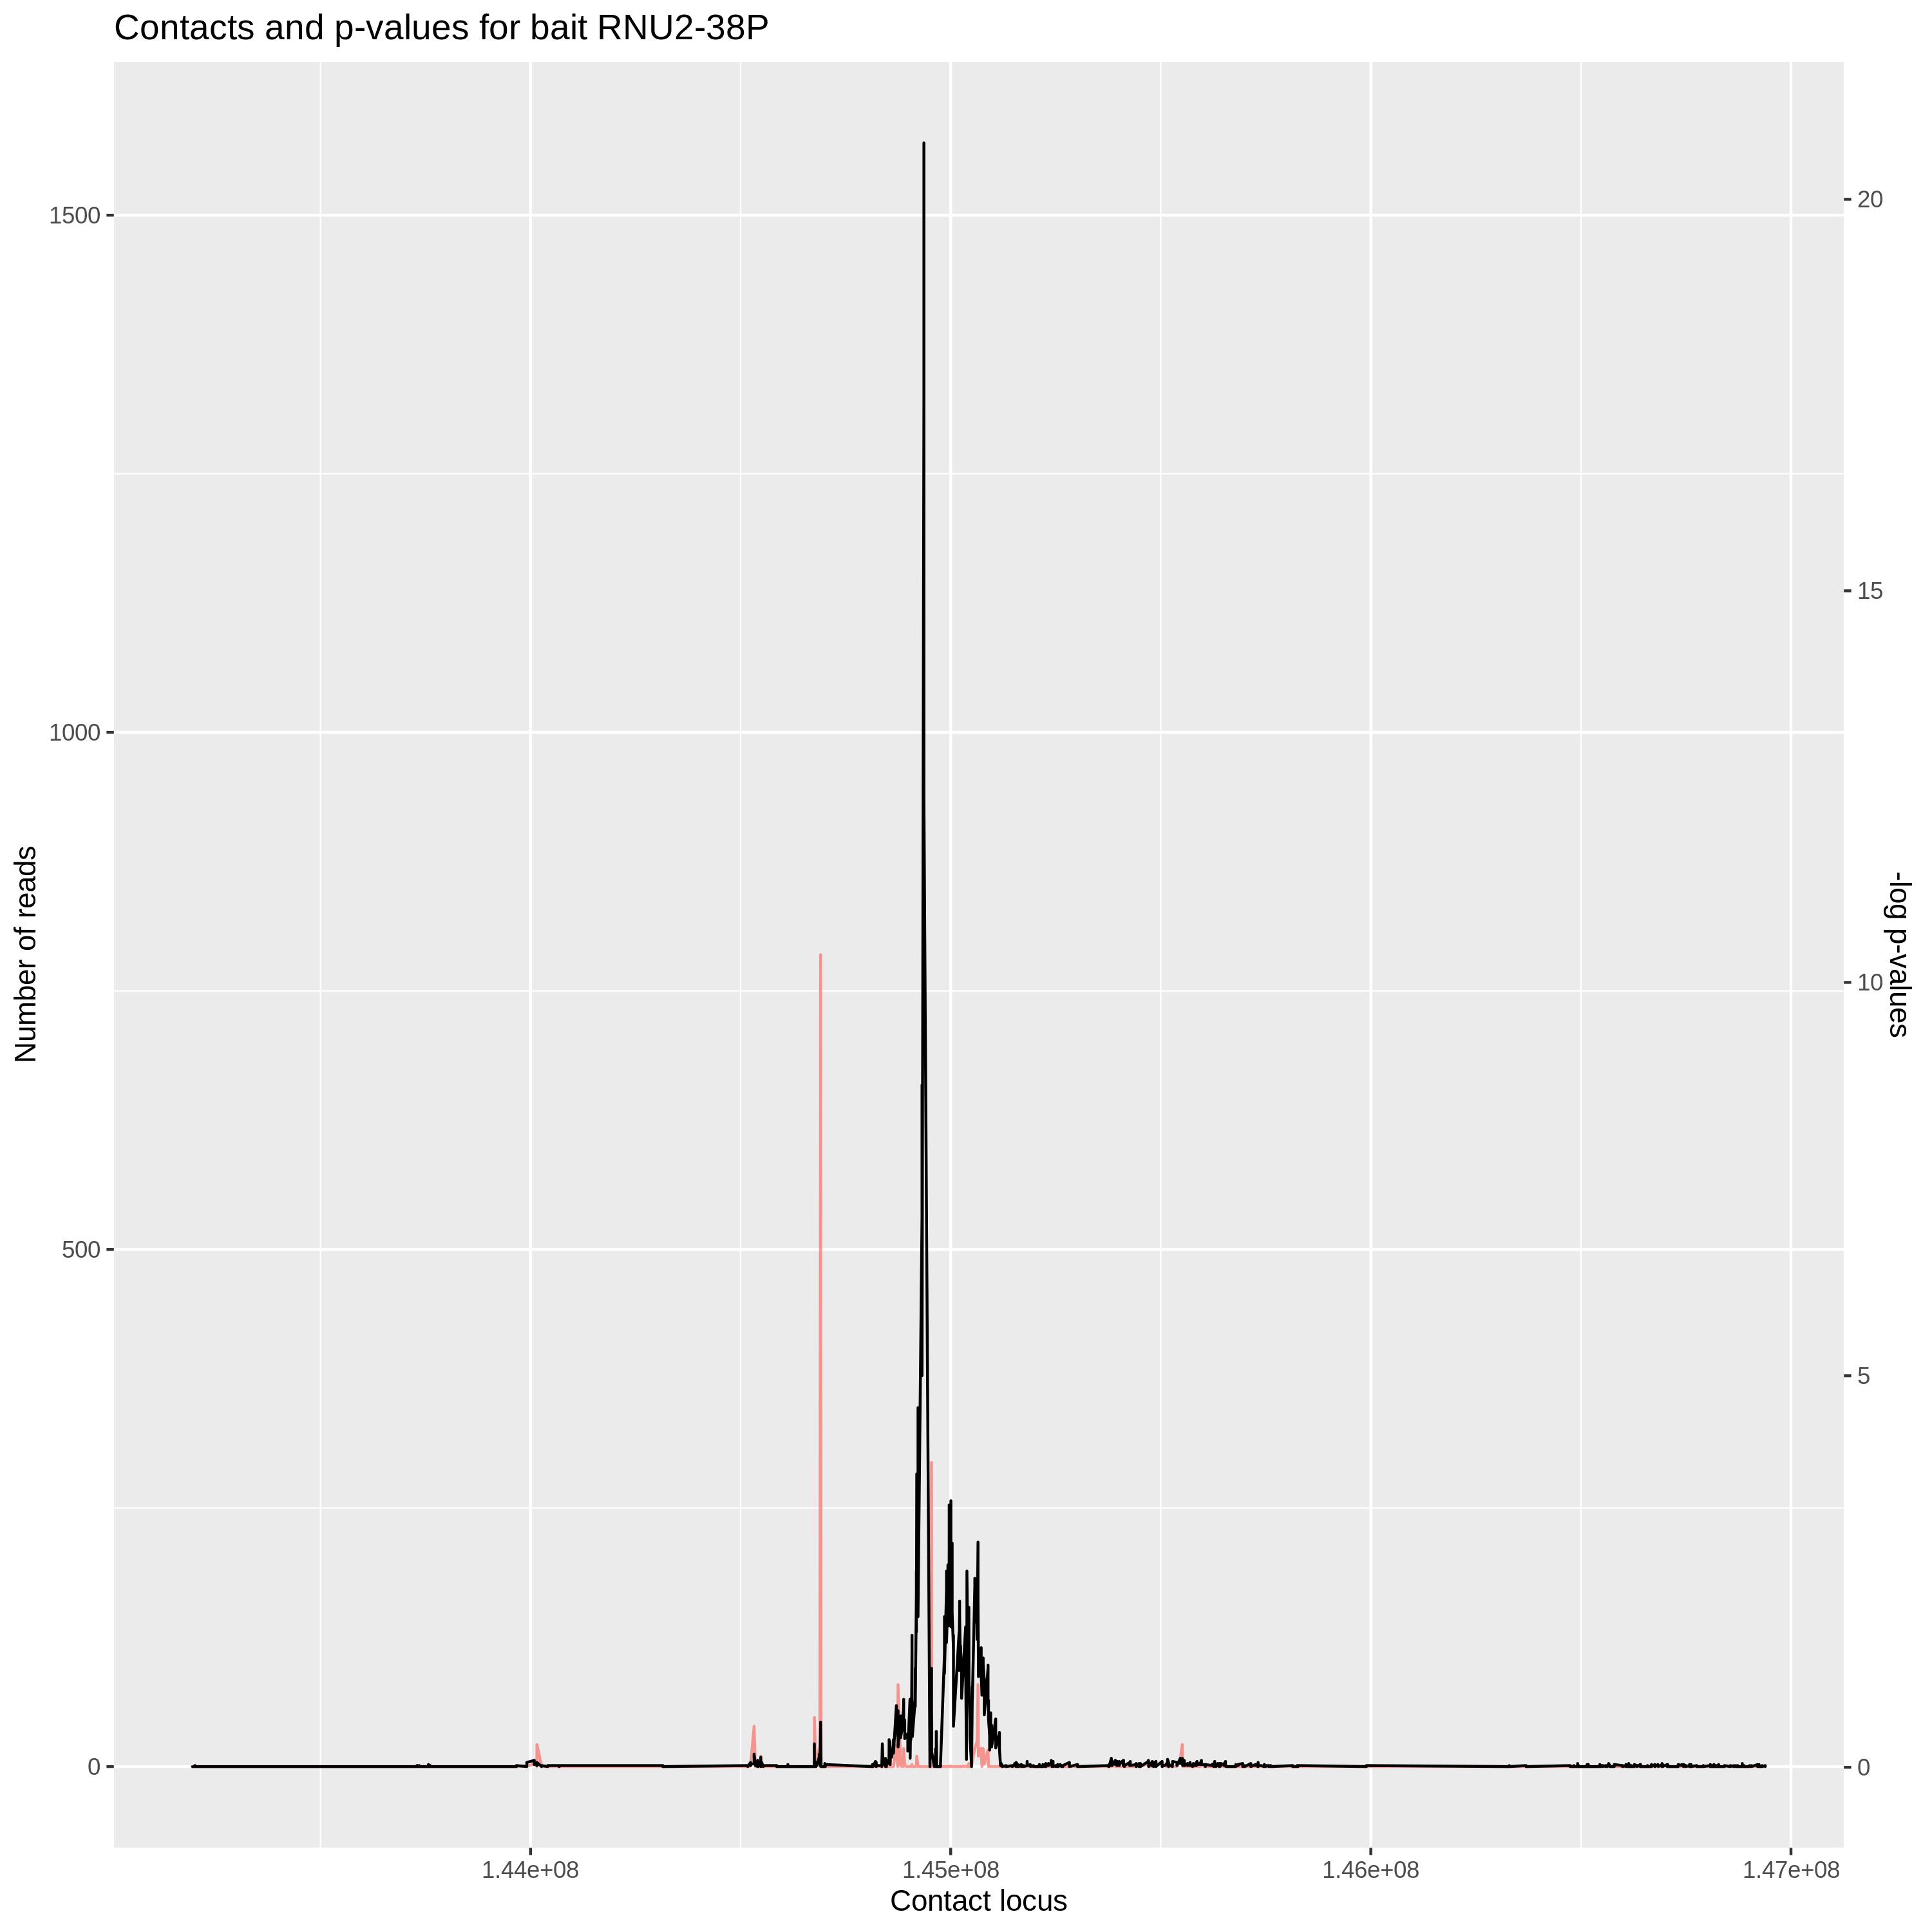 Contacts and p-values for bait RNU2-38P
1500
1000
500
0
Number of reads
20
15
10
5
0
-log p-values
1.44e+08
1.45e+08
1.46e+08
1.47e+08
Contact locus